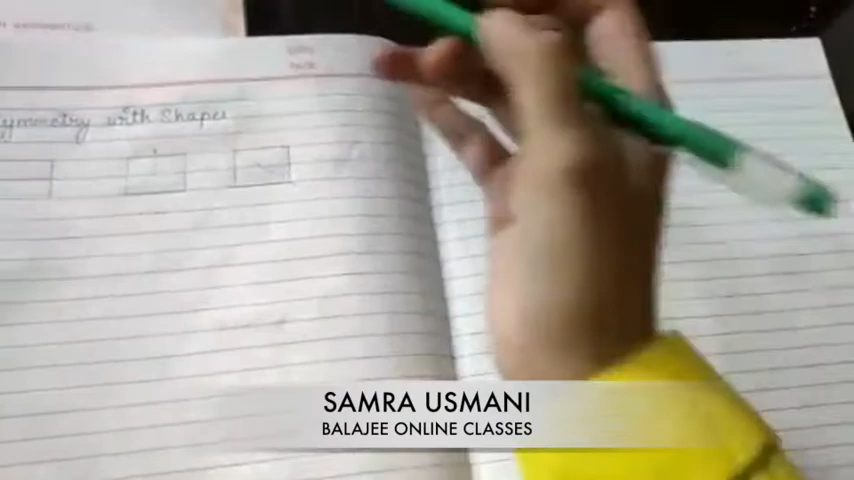 ymmetry with Shapes
SAMRA USMANI
BALAJEE ONLINE CLASSES